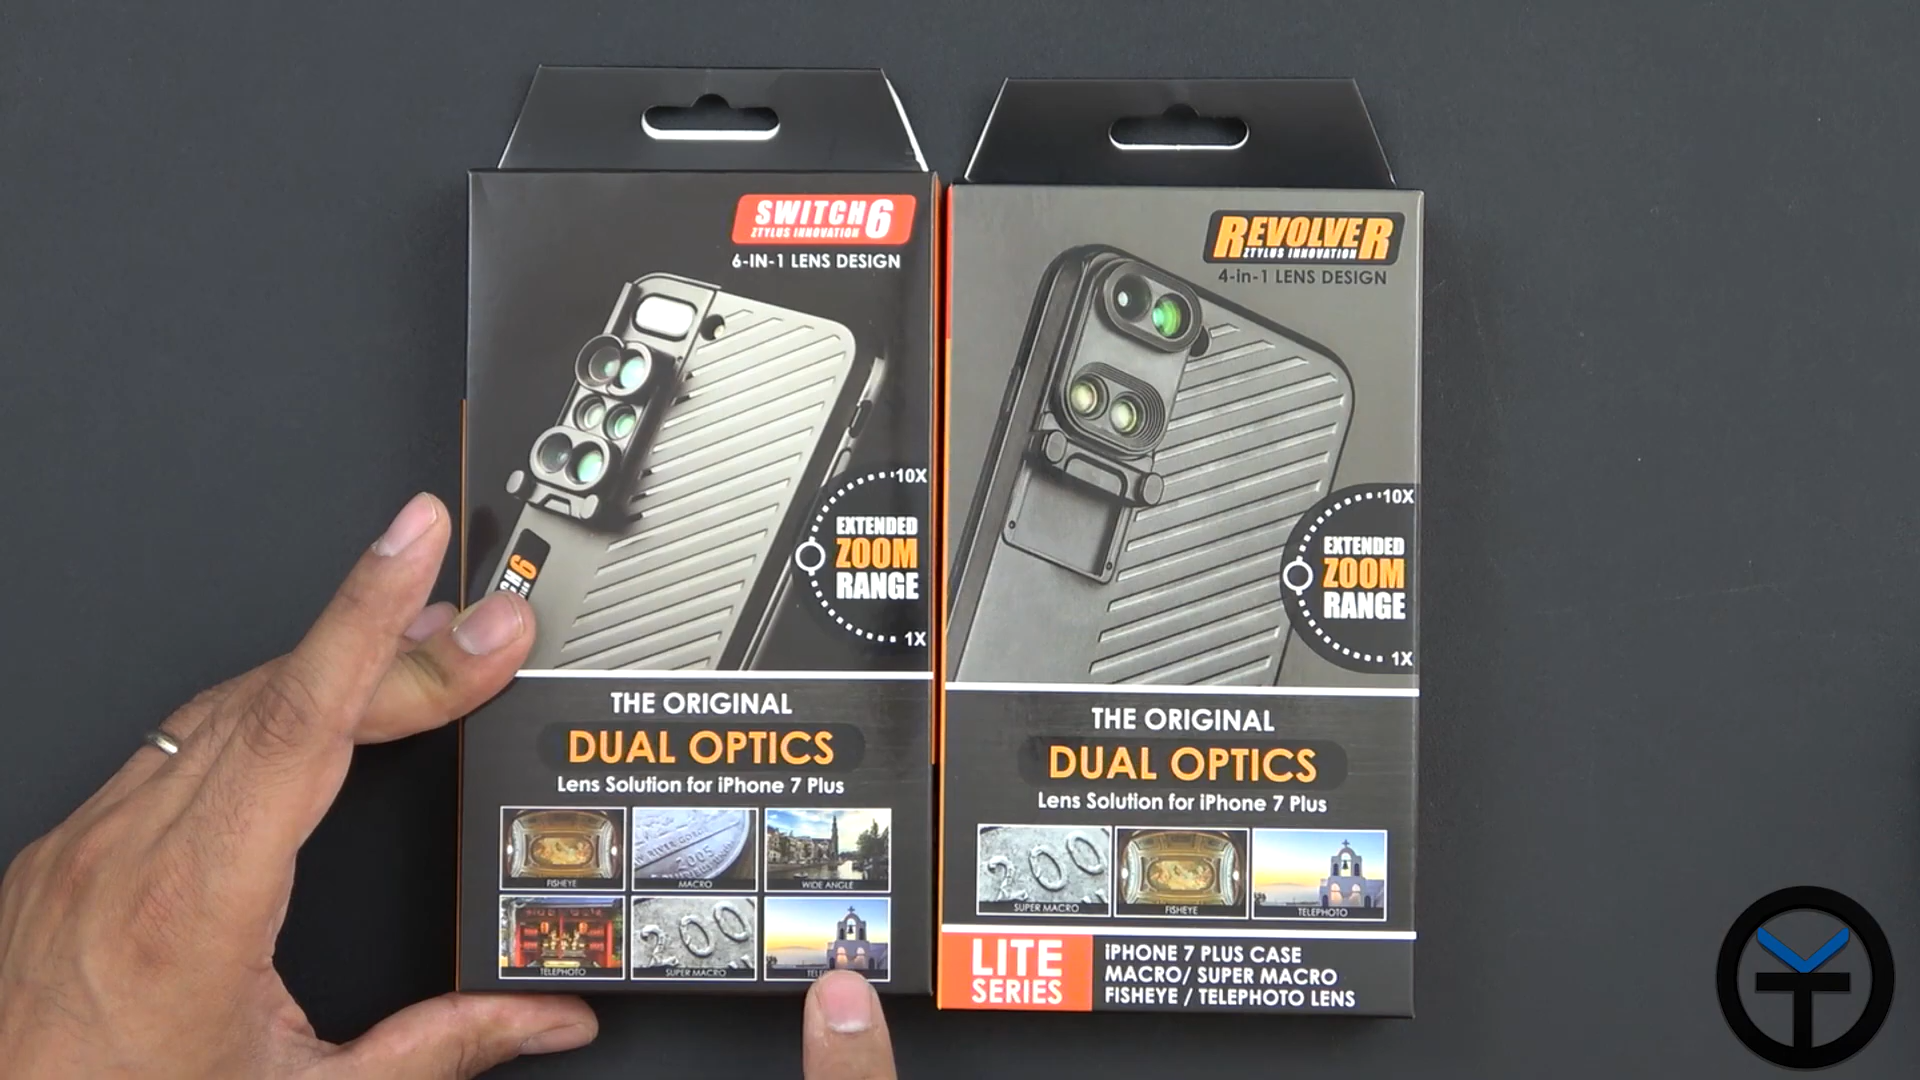 SWITCH6
ZTYLUS INNOVATION
6-IN-1 LENS DESIGN
10X
EXTENDED
ZOOM
RANGE
1X
THE ORIGINAL
DUAL OPTICS
Lens Solution for iPhone 7 Plus
FISHEYE
MACRO
2005
WIDE ANGLE
TELEPHOTO
200
SUPER MACRO
REVOLVER
ZTYLUS INNOVATION
4-in-1 LENS DESIGN
10X
EXTENDED
ZOOM
RANGE
1X
THE ORIGINAL
DUAL OPTICS
Lens Solution for iPhone 7 Plus
200
SUPER MACRO
FISHEYE
TELEPHOTO
LITE
SERIES
iPHONE 7 PLUS CASE
MACRO/ SUPER MACRO
FISHEYE / TELEPHOTO LENS